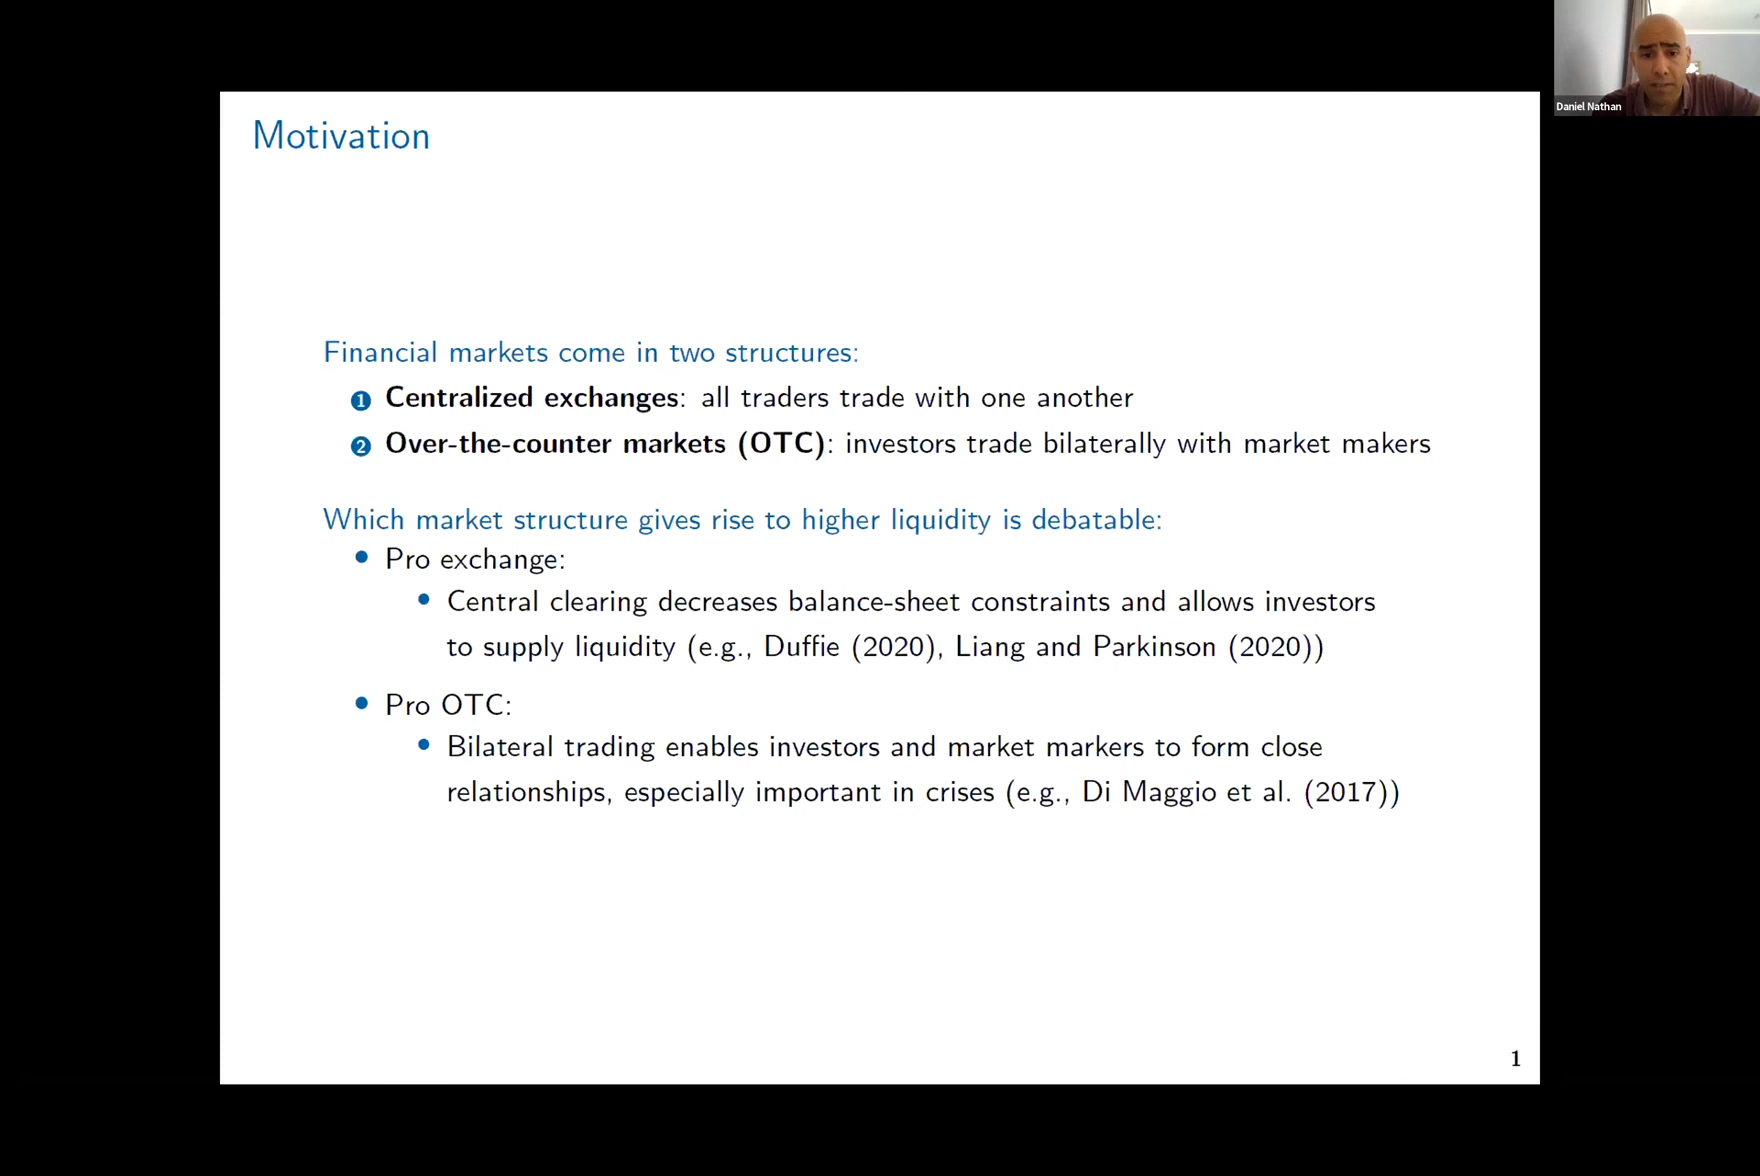 Daniel Nathan
Motivation
Financial markets come in two structures:
1 Centralized exchanges: all traders trade with one another
2 Over-the-counter markets (OTC): investors trade bilaterally with market makers
Which market structure gives rise to higher liquidity is debatable:
• Pro exchange:
• Central clearing decreases balance-sheet constraints and allows investors
to supply liquidity (e.g., Duffie (2020), Liang and Parkinson (2020))
• Pro OTC:
• Bilateral trading enables investors and market markers to form close
relationships, especially important in crises (e.g., Di Maggio et al. (2017))
1